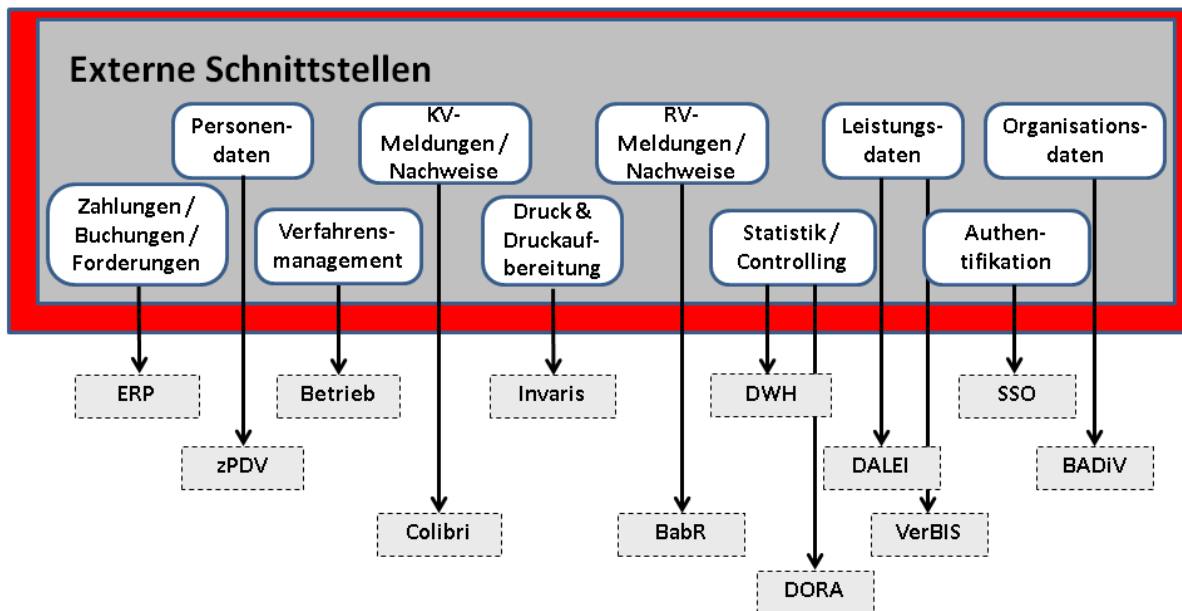 Externe Schnittstellen
Personen-
daten
KV-
Meldungen /
Nachweise
RV-
Meldungen /
Nachweise
Leistungs-
daten
Organisations-
daten
Zahlungen /
Buchungen /
Forderungen
Verfahrens-
management
Druck &
Druckauf-
bereitung
Statistik /
Controlling
Authen-
tifikation
ERP
Betrieb
Invaris
DWH
SSO
zPDV
DALEI
BADiV
Colibri
BabR
VerBIS
DORA